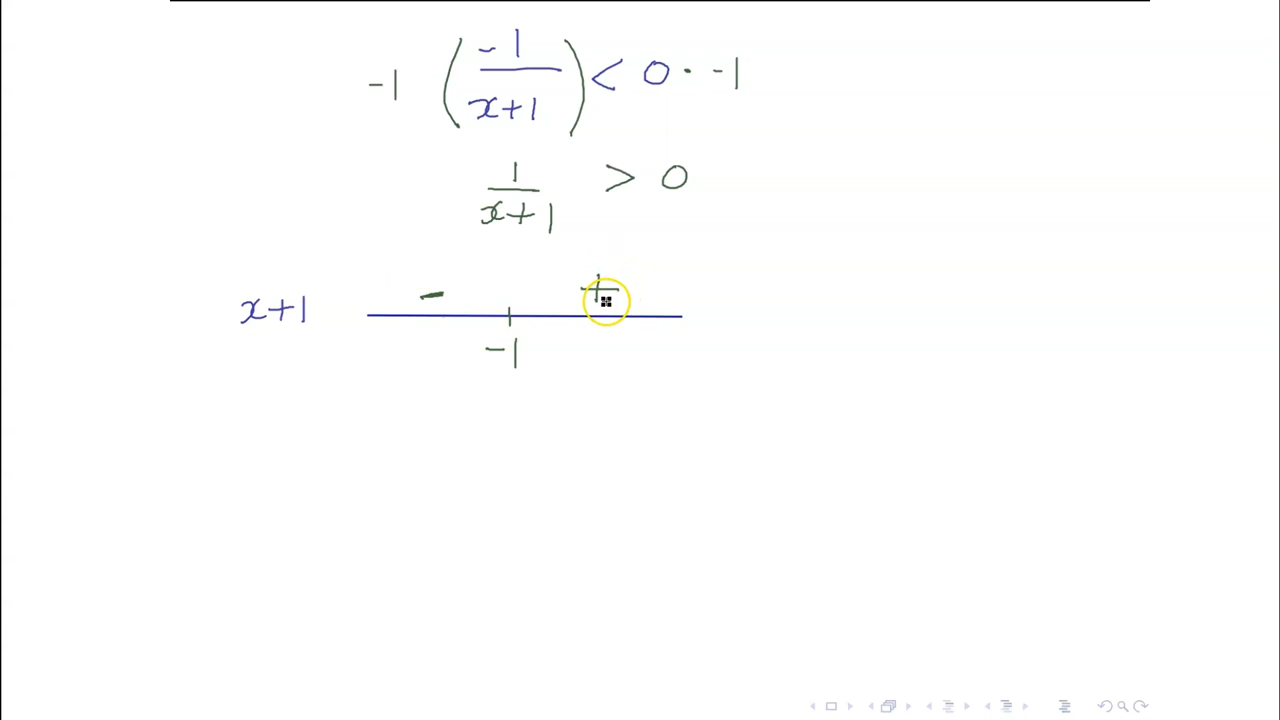 -1 ( -1 / x+1 ) < 0 · -1
1 / x+1 > 0
x+1 - +
-1